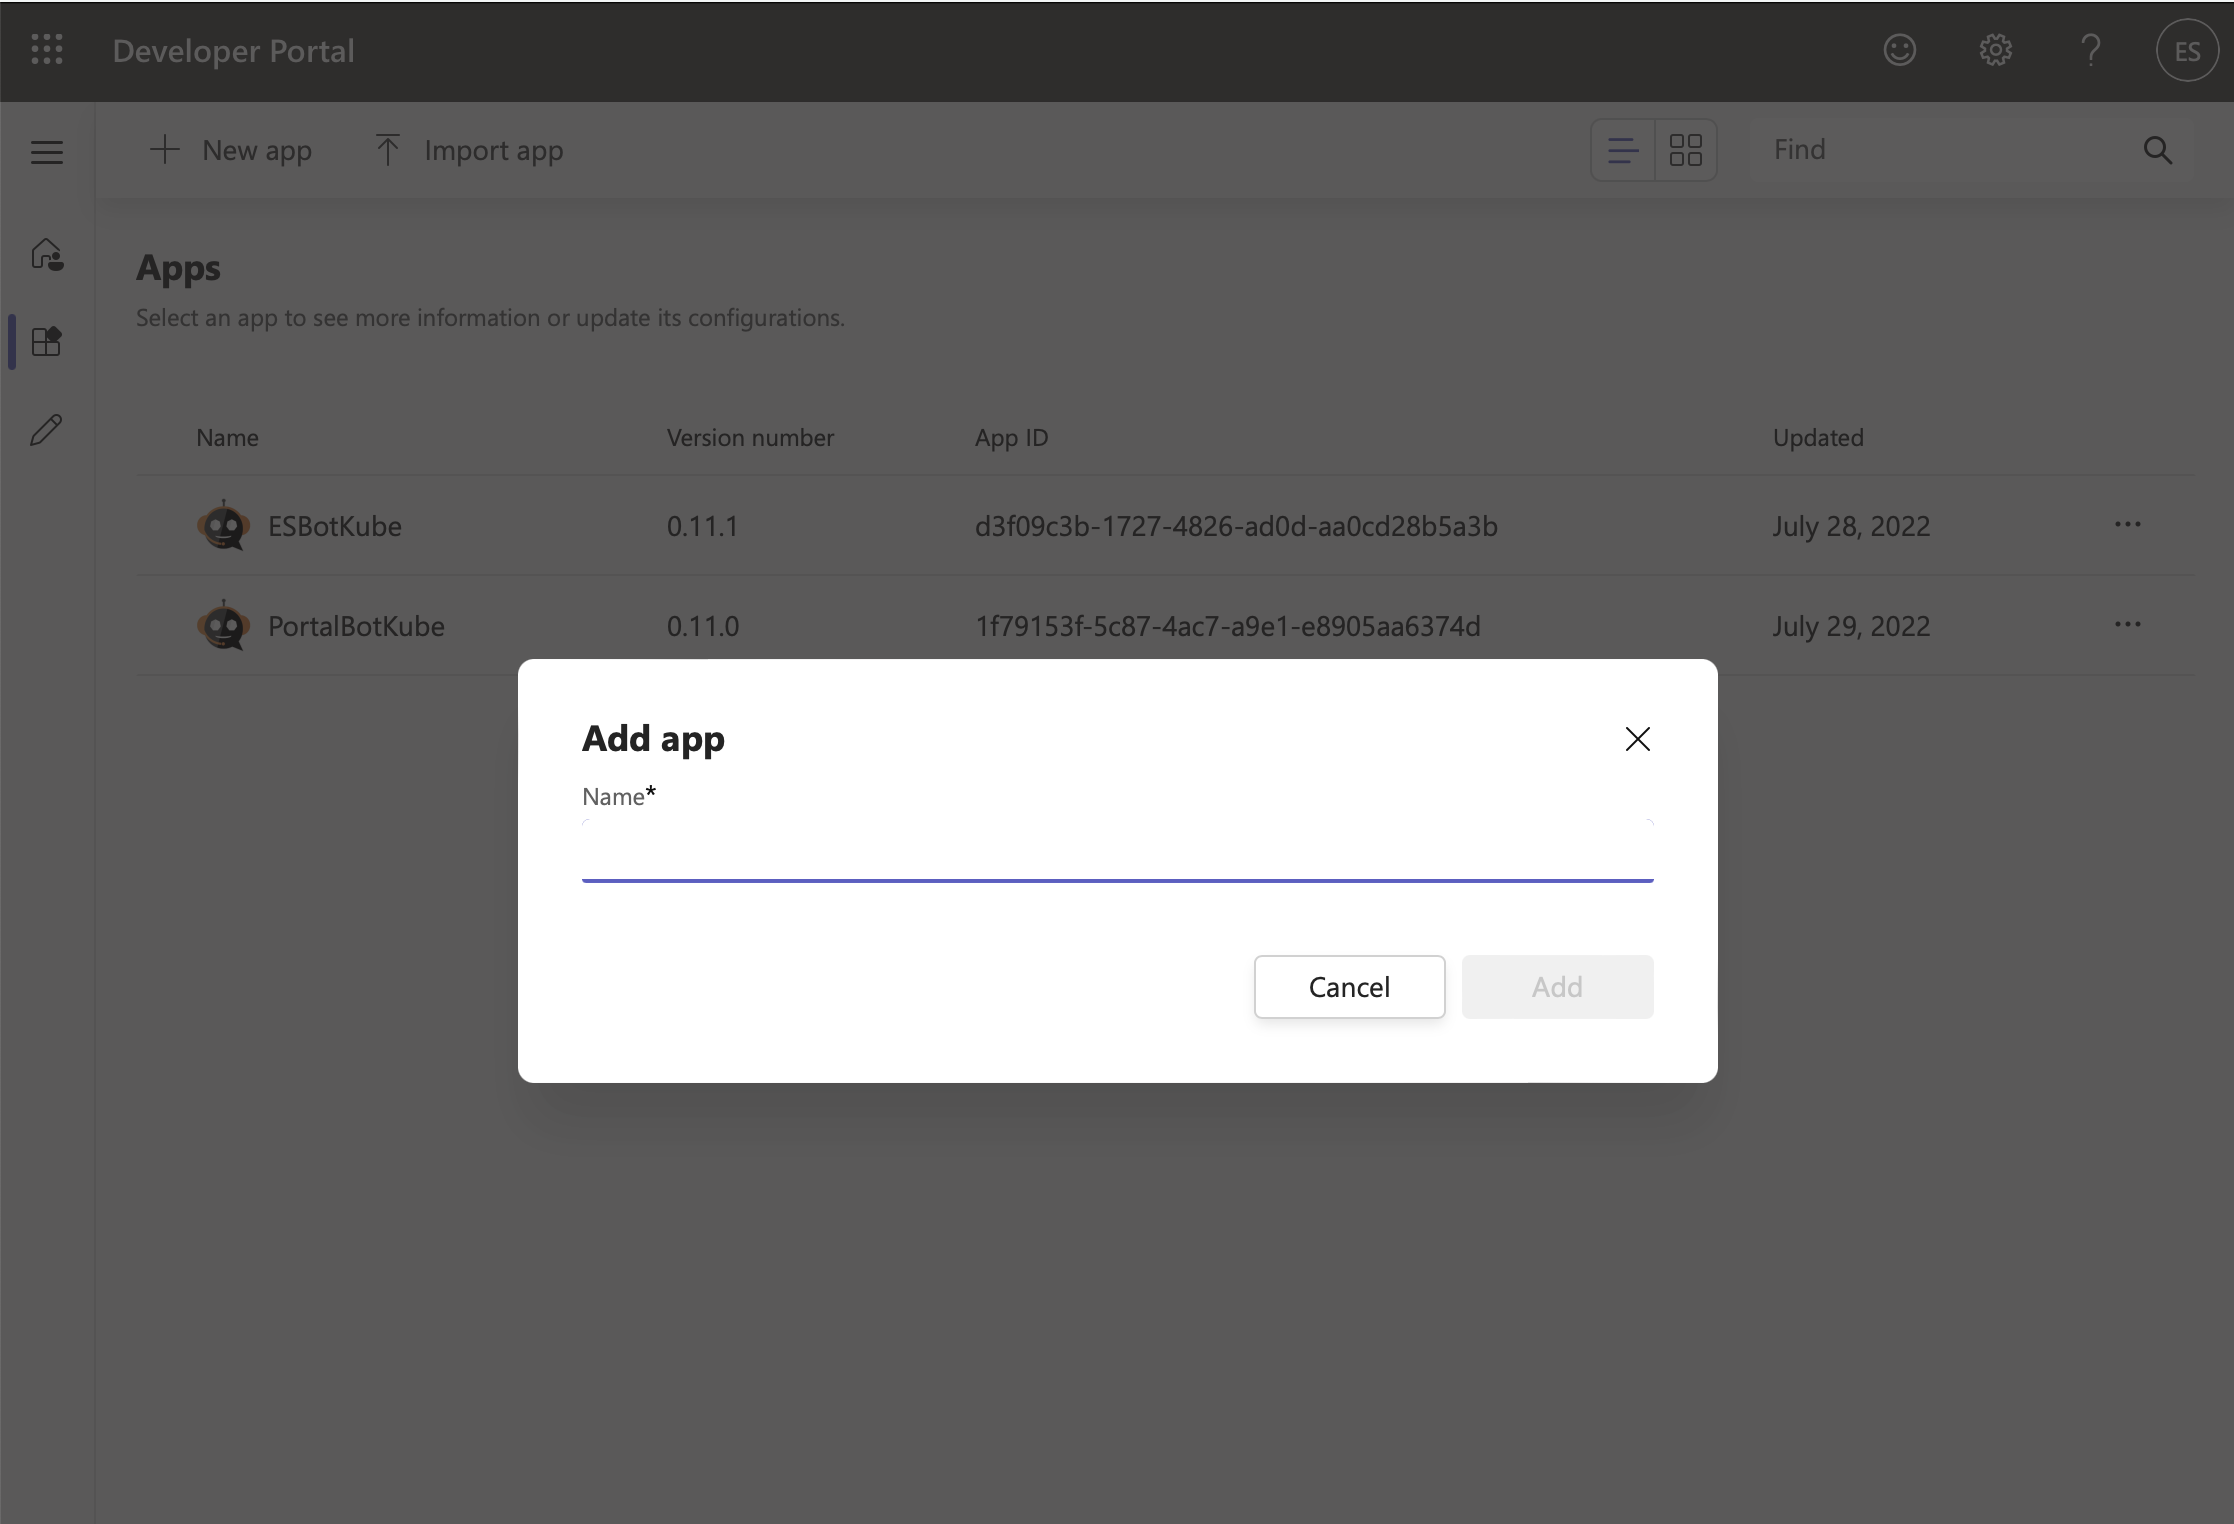 Developer Portal
ES
New app
Import app
Find
Apps
Select an app to see more information or update its configurations.
Name Version number App ID Updated
ESBotKube 0.11.1 d3f09c3b-1727-4826-ad0d-aa0cd28b5a3b July 28, 2022
PortalBotKube 0.11.0 1f79153f-5c87-4ac7-a9e1-e8905aa6374d July 29, 2022
Add app
Name*
Cancel Add